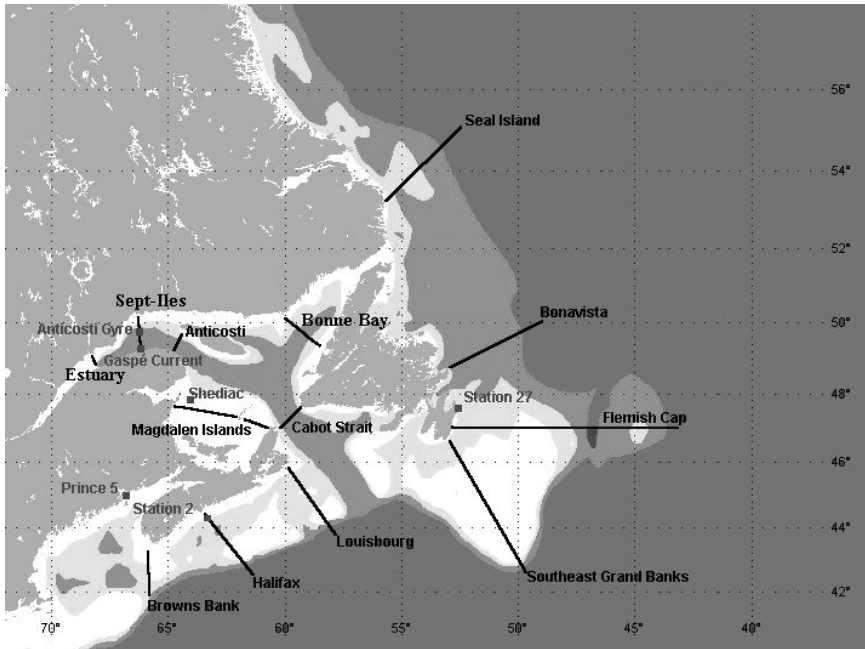 56°
Seal Island
54°
52°
Sept-Iles
50°
Bonavista
Anticosti Gyre
Anticosti
Bonne Bay
Gaspé Current
Estuary
48°
Shediac
Station 27
Flemish Cap
Magdalen Islands
Cabot Strait
46°
Prince 5
Station 2
44°
Louisbourg
Halifax
Southeast Grand Banks
42°
Browns Bank
70°
65°
60°
55°
50°
45°
40°